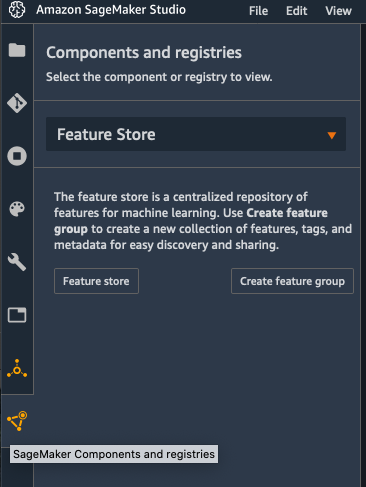 Amazon SageMaker Studio File Edit View
Components and registries
Select the component or registry to view.
Feature Store
The feature store is a centralized repository of
features for machine learning. Use Create feature
group to create a new collection of features, tags, and
metadata for easy discovery and sharing.
Feature store Create feature group
SageMaker Components and registries